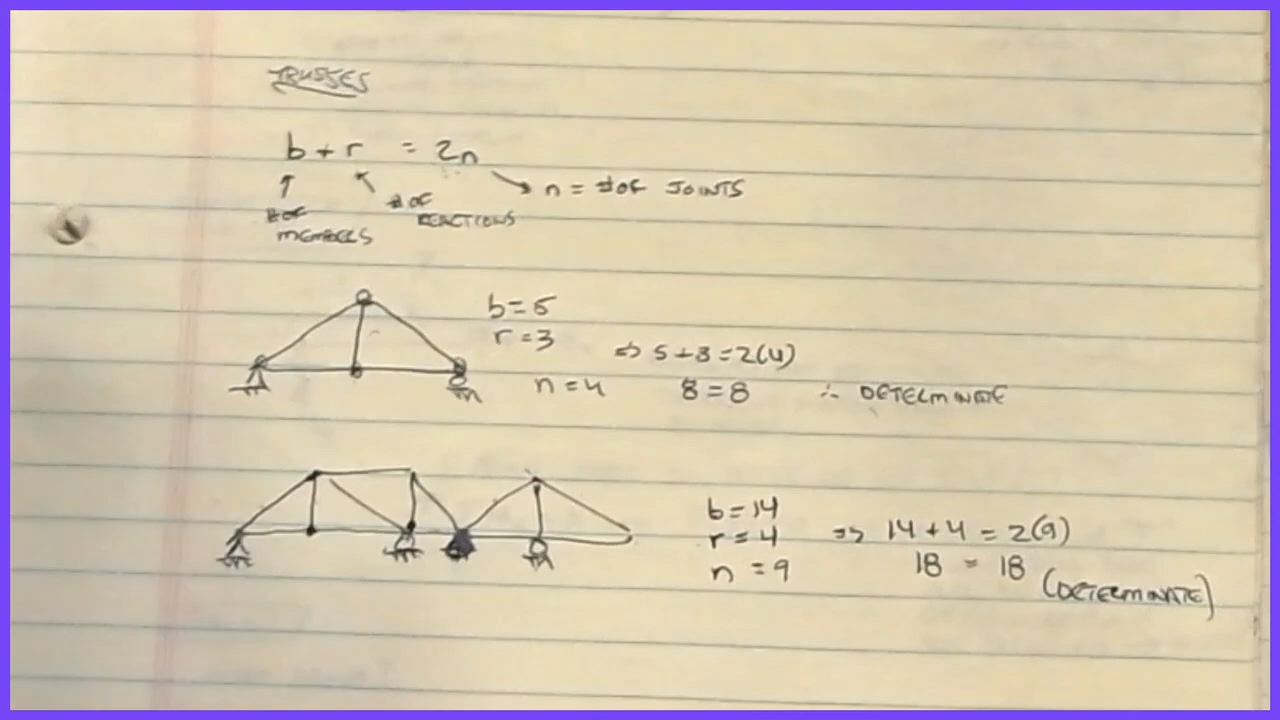 TRUSSES
b + r = 2n
n = # OF JOINTS
# OF MEMBERS
# OF REACTIONS
b = 5
r = 3
n = 4
⇒ 5 + 3 = 2(4)
8 = 8 ∴ DETERMINATE
b = 14
r = 4
n = 9
⇒ 14 + 4 = 2(9)
18 = 18
(DETERMINATE)